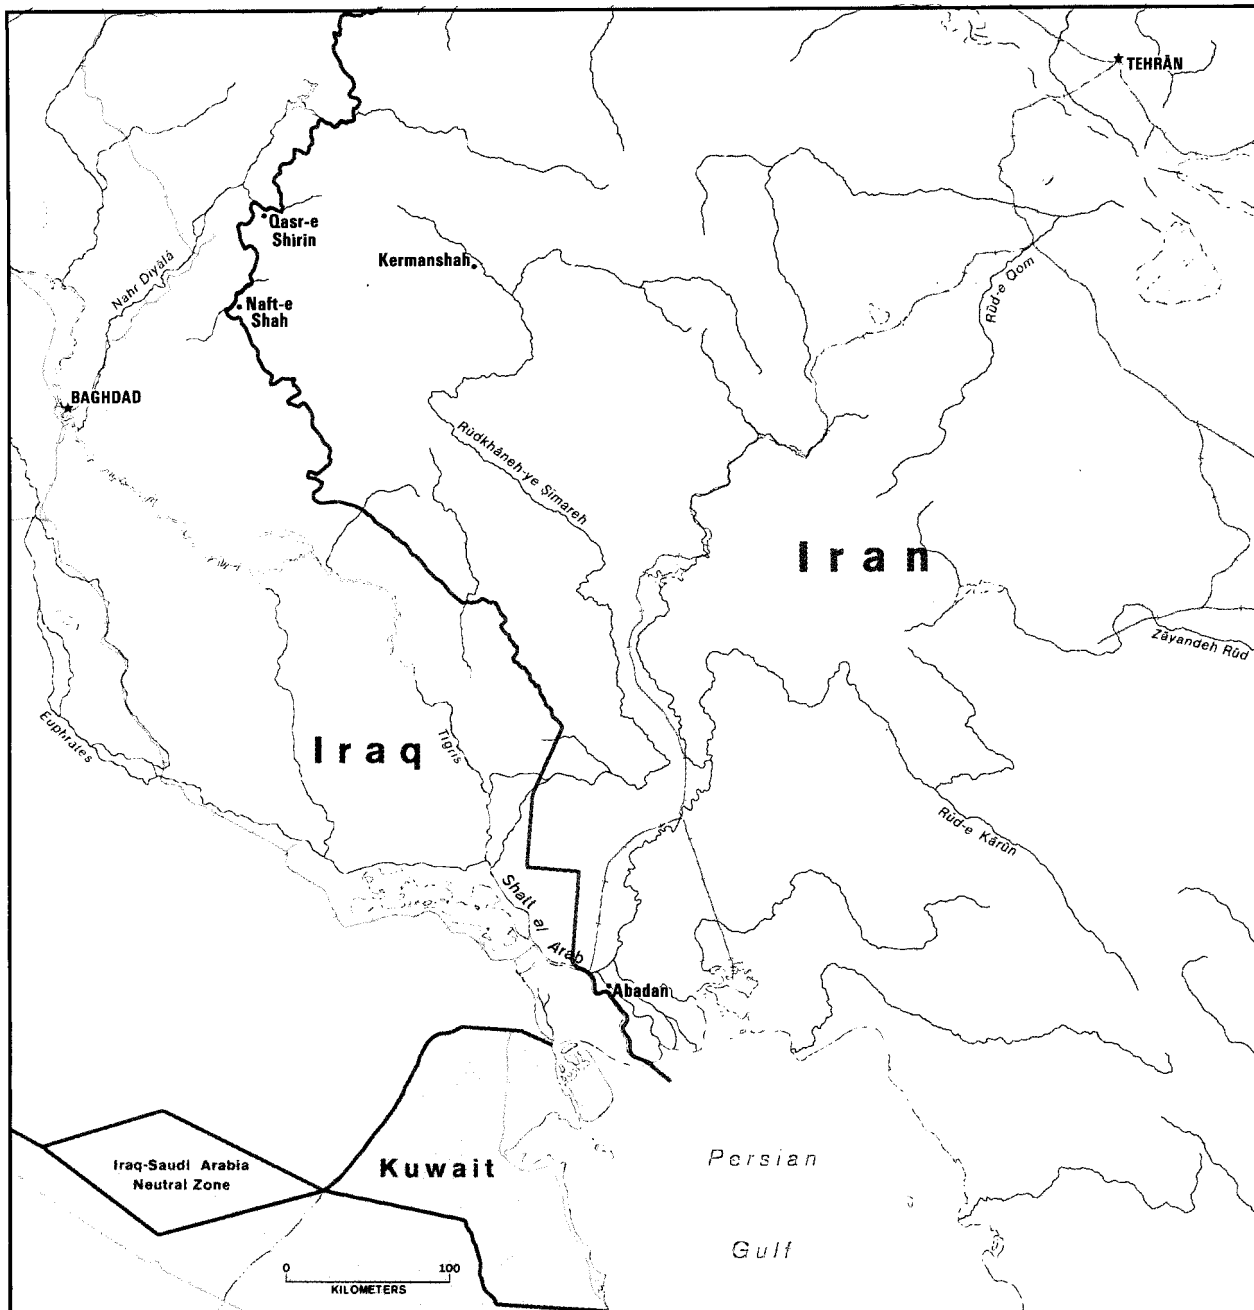 TEHRĀN
Qasr-e
Shirin
Kermanshah
Nahr Diyālá
Naft-e
Shah
Rūd-e Qom
BAGHDAD
Rūdkhāneh-ye Şimareh
Iran
Zāyandeh Rūd
Euphrates
Iraq
Tigris
Rūd-e Kārūn
Shatt al Arab
Abadan
Iraq-Saudi Arabia
Neutral Zone
Kuwait
Persian
Gulf
0 100
KILOMETERS